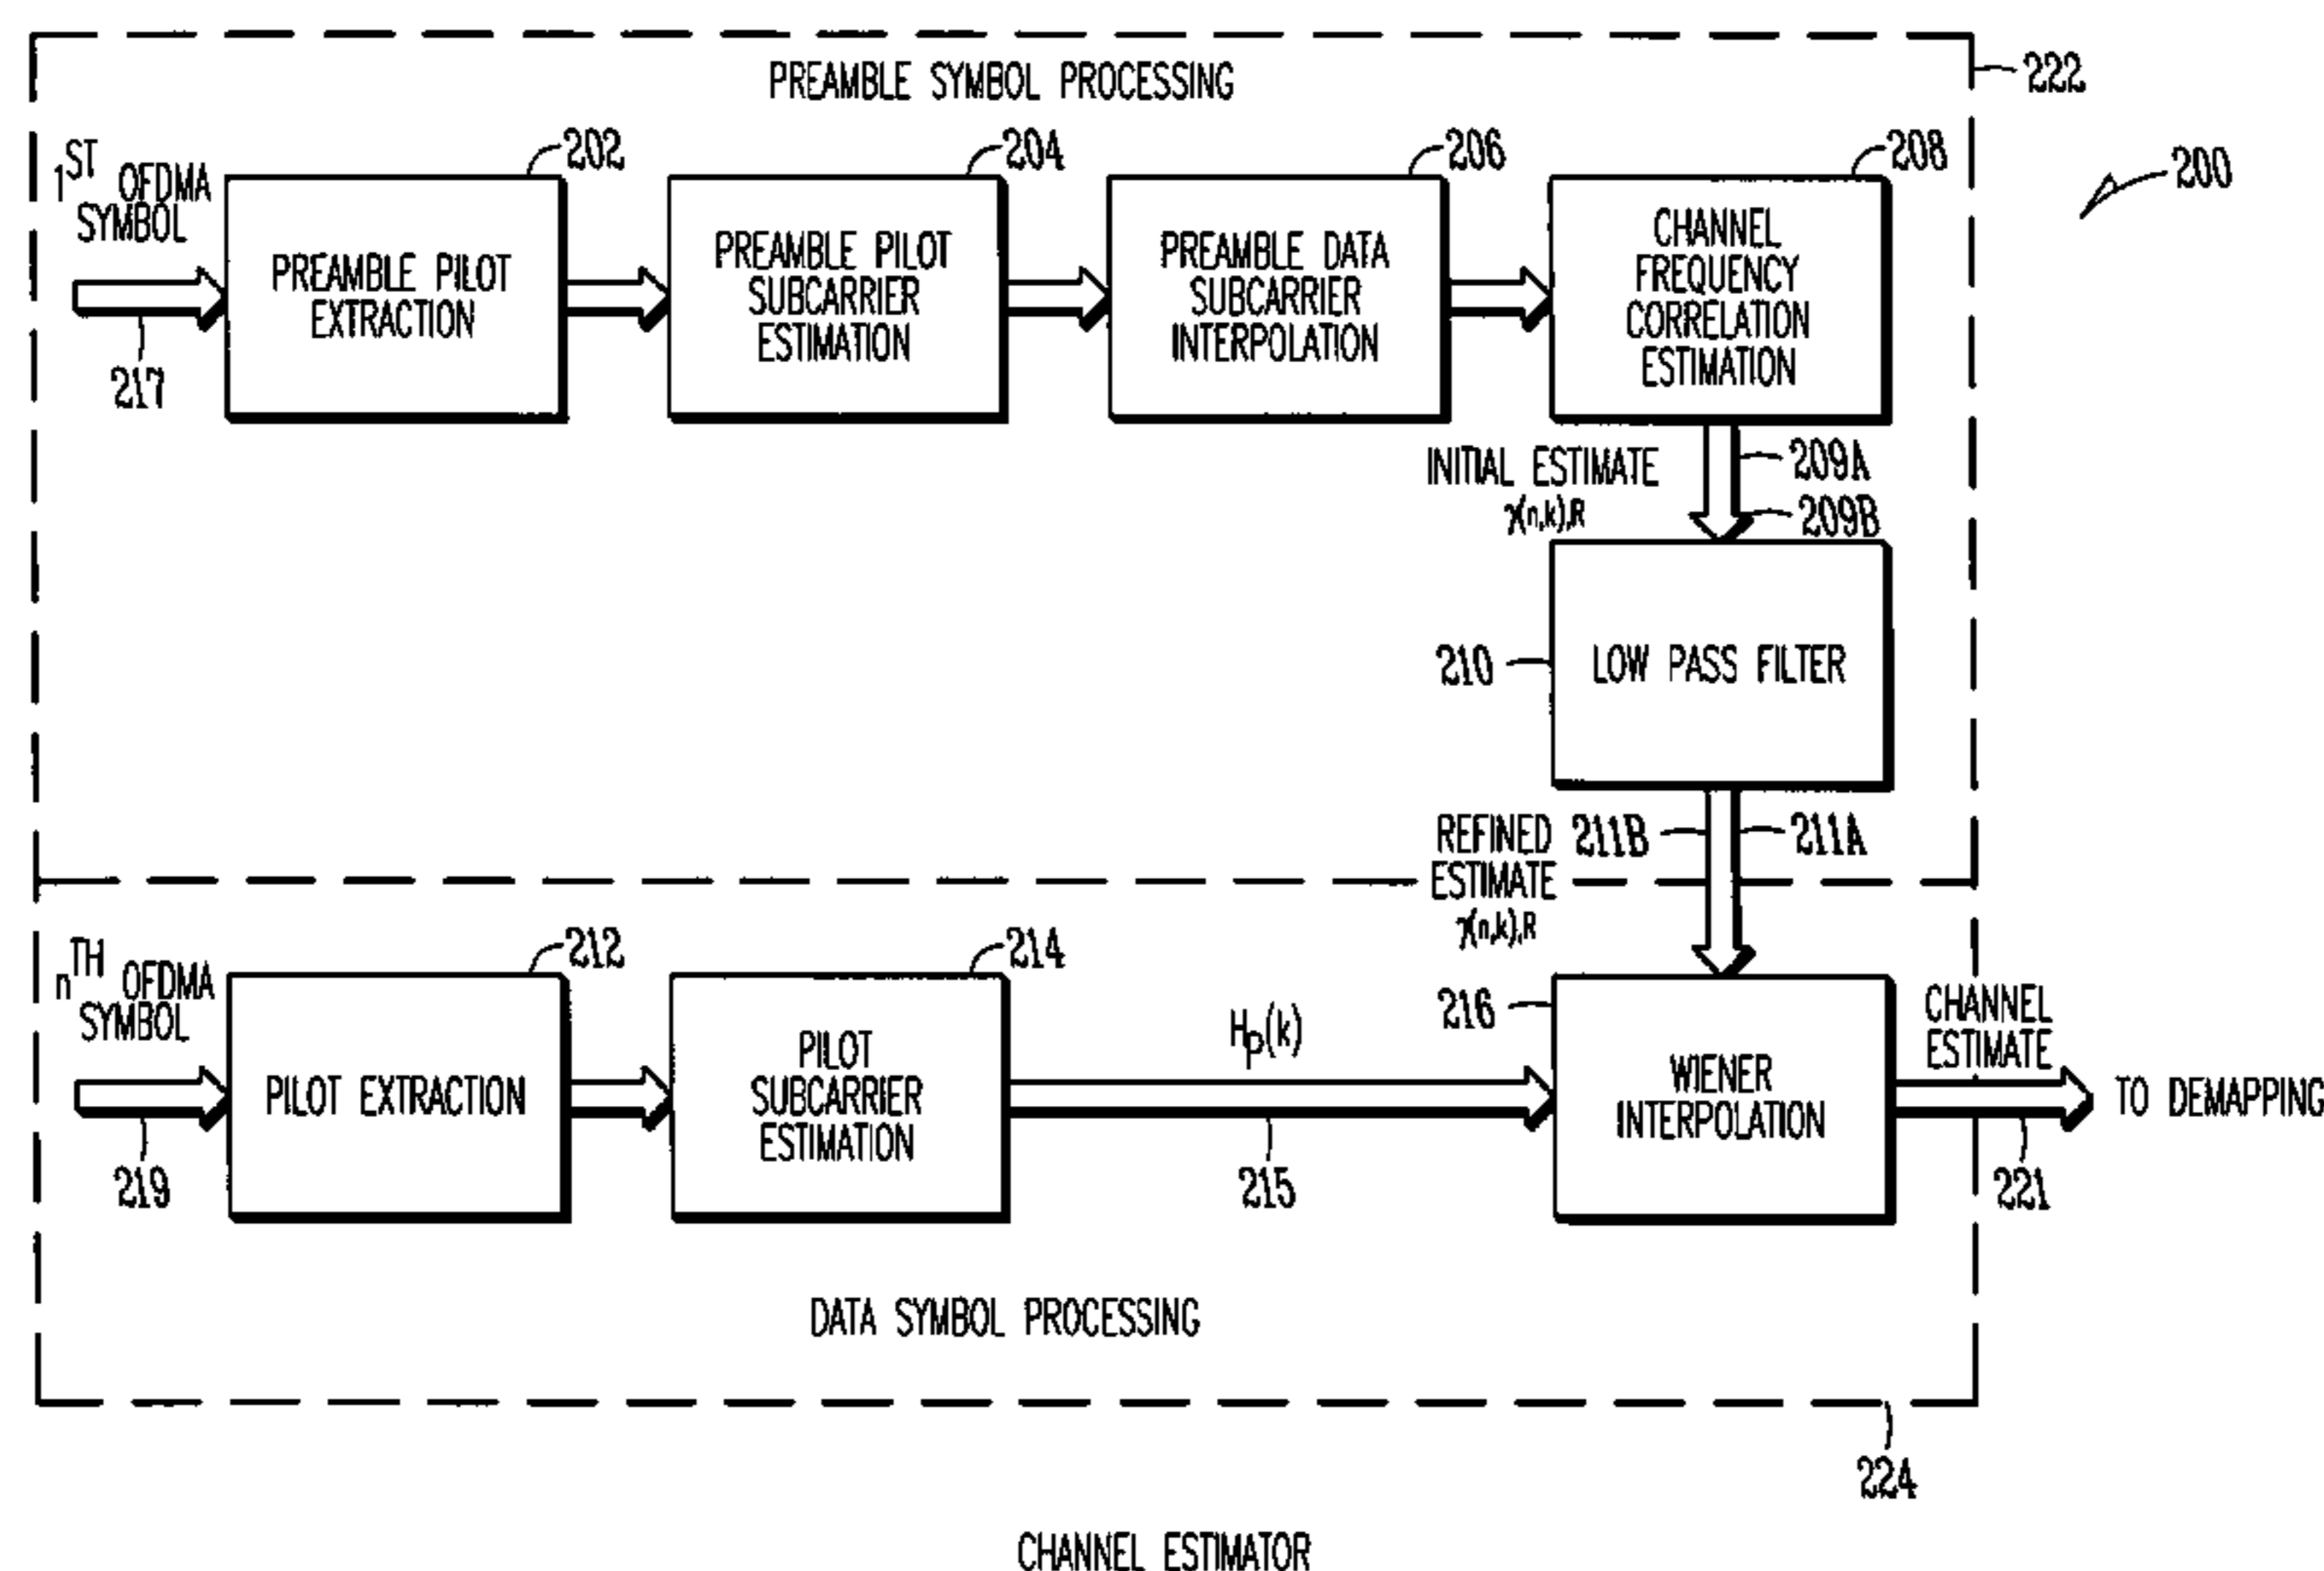 PREAMBLE SYMBOL PROCESSING
222
200
1ST OFDMA
SYMBOL
217
202
PREAMBLE PILOT
EXTRACTION
204
PREAMBLE PILOT
SUBCARRIER
ESTIMATION
206
PREAMBLE DATA
SUBCARRIER
INTERPOLATION
208
CHANNEL
FREQUENCY
CORRELATION
ESTIMATION
INITIAL ESTIMATE
γ(n,k),R
209A
209B
210
LOW PASS FILTER
REFINED
ESTIMATE
γ(n,k),R
211B
211A
nTH OFDMA
SYMBOL
219
212
PILOT EXTRACTION
214
PILOT
SUBCARRIER
ESTIMATION
Hp(k)
215
216
WIENER
INTERPOLATION
CHANNEL
ESTIMATE
221
TO DEMAPPING
DATA SYMBOL PROCESSING
224
CHANNEL ESTIMATOR